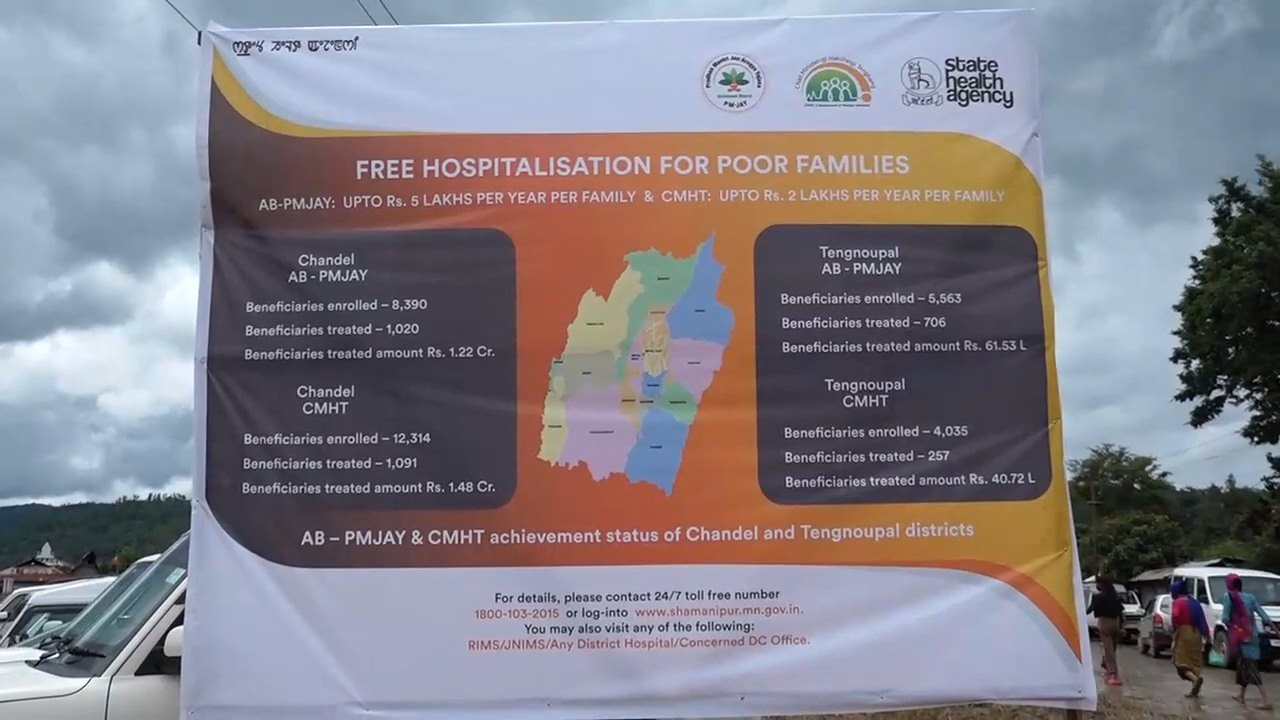 Pradhan Mantri Jan Arogya Yojana
PM-JAY
state
health
agency
FREE HOSPITALISATION FOR POOR FAMILIES
AB-PMJAY: UPTO Rs. 5 LAKHS PER YEAR PER FAMILY & CMHT: UPTO Rs. 2 LAKHS PER YEAR PER FAMILY
Chandel
AB - PMJAY
Beneficiaries enrolled – 8,390
Beneficiaries treated – 1,020
Beneficiaries treated amount Rs. 1.22 Cr.
Chandel
CMHT
Beneficiaries enrolled – 12,314
Beneficiaries treated – 1,091
Beneficiaries treated amount Rs. 1.48 Cr.
Tengnoupal
AB - PMJAY
Beneficiaries enrolled – 5,563
Beneficiaries treated – 706
Beneficiaries treated amount Rs. 61.53 L
Tengnoupal
CMHT
Beneficiaries enrolled – 4,035
Beneficiaries treated – 257
Beneficiaries treated amount Rs. 40.72 L
AB – PMJAY & CMHT achievement status of Chandel and Tengnoupal districts
For details, please contact 24/7 toll free number
1800-103-2015 or log-into www.shamanipur.mn.gov.in.
You may also visit any of the following:
RIMS/JNIMS/Any District Hospital/Concerned DC Office.